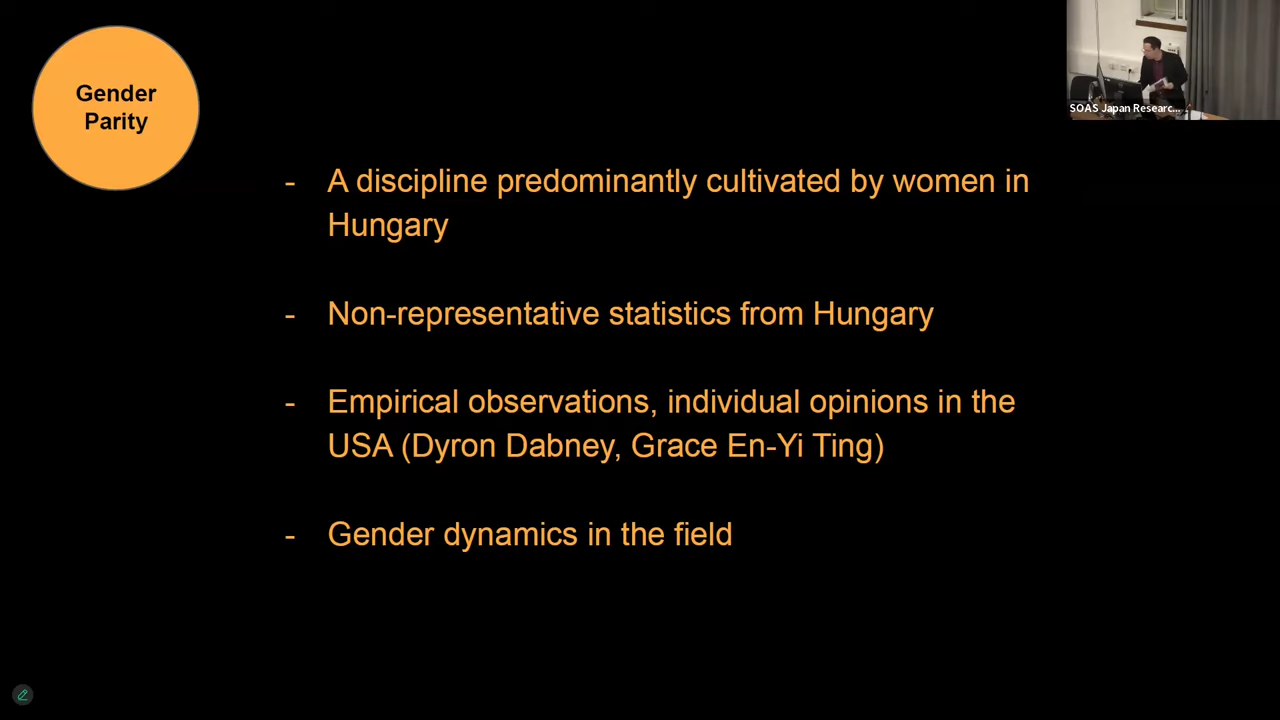 Gender
Parity
SOAS Japan Researc...
- A discipline predominantly cultivated by women in
Hungary
- Non-representative statistics from Hungary
- Empirical observations, individual opinions in the
USA (Dyron Dabney, Grace En-Yi Ting)
- Gender dynamics in the field